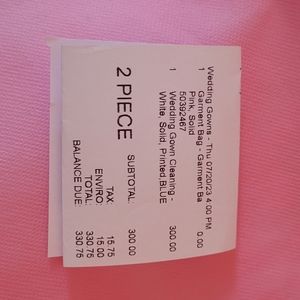 Wedding Gowns - Thu 07/20/23 4:00 PM
1 Garment Bag - Garment Ba 0.00
Pink, Solid
50392467
1 Wedding Gown Cleaning - 300.00
White, Solid, Printed:BLUE
2 PIECE
SUBTOTAL: 300.00
TAX: 15.75
ENVIRO: 15.00
TOTAL: 330.75
BALANCE DUE: 330.75